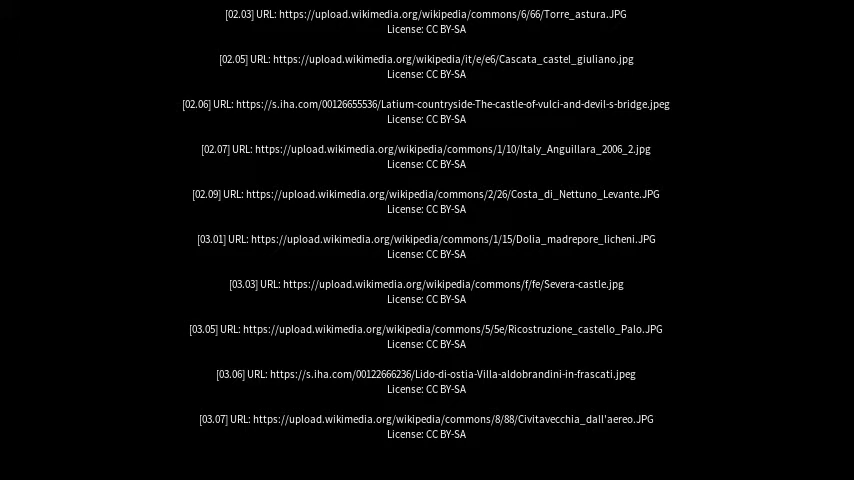 [02.03] URL: https://upload.wikimedia.org/wikipedia/commons/6/66/Torre_astura.JPG
License: CC BY-SA
[02.05] URL: https://upload.wikimedia.org/wikipedia/it/e/e6/Cascata_castel_giuliano.jpg
License: CC BY-SA
[02.06] URL: https://s.iha.com/00126655536/Latium-countryside-The-castle-of-vulci-and-devil-s-bridge.jpeg
License: CC BY-SA
[02.07] URL: https://upload.wikimedia.org/wikipedia/commons/1/10/Italy_Anguillara_2006_2.jpg
License: CC BY-SA
[02.09] URL: https://upload.wikimedia.org/wikipedia/commons/2/26/Costa_di_Nettuno_Levante.JPG
License: CC BY-SA
[03.01] URL: https://upload.wikimedia.org/wikipedia/commons/1/15/Dolia_madrepore_licheni.JPG
License: CC BY-SA
[03.03] URL: https://upload.wikimedia.org/wikipedia/commons/f/fe/Severa-castle.jpg
License: CC BY-SA
[03.05] URL: https://upload.wikimedia.org/wikipedia/commons/5/5e/Ricostruzione_castello_Palo.JPG
License: CC BY-SA
[03.06] URL: https://s.iha.com/00122666236/Lido-di-ostia-Villa-aldobrandini-in-frascati.jpeg
License: CC BY-SA
[03.07] URL: https://upload.wikimedia.org/wikipedia/commons/8/88/Civitavecchia_dall'aereo.JPG
License: CC BY-SA